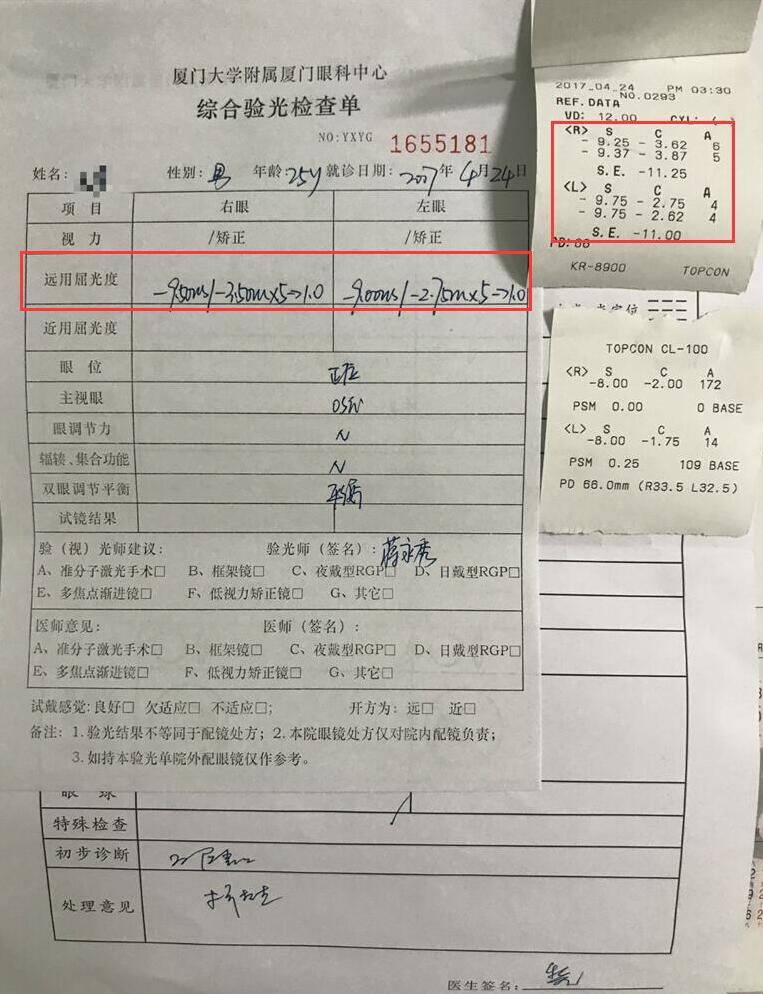 厦门大学附属厦门眼科中心
综合验光检查单
NO:YXYG 1655181
姓名: 性别: 男 年龄: 25Y 就诊日期: 2017年4月24日
项目 右眼 左眼
视力 /矫正 /矫正
远用屈光度 -9.50DS/-3.50DC×5→1.0 -9.00DS/-2.75DC×5→1.0
近用屈光度
眼位 正位
主视眼
眼调节力 N
辐辏、集合功能 N
双眼调节平衡 平衡
试镜结果
验(视)光师建议: 验光师(签名):
A、准分子激光手术□ B、框架镜□ C、夜戴型RGP□ D、日戴型RGP□
E、多焦点渐进镜□ F、低视力矫正镜□ G、其它□
医师意见: 医师(签名):
A、准分子激光手术□ B、框架镜□ C、夜戴型RGP□ D、日戴型RGP□
E、多焦点渐进镜□ F、低视力矫正镜□ G、其它□
试戴感觉:良好□ 欠适应□ 不适应□; 开方为: 远□ 近□
备注: 1.验光结果不等同于配镜处方; 2.本院眼镜处方仅对院内配镜负责;
3.如持本验光单院外配眼镜仅作参考。
眼球
特殊检查
初步诊断
处理意见
医生签名:
2017_04_24 PM 03:30
NO.0293
REF.DATA
VD: 12.00 CYL:
<R> S C A
- 9.25 - 3.62 6
- 9.37 - 3.87 5
S.E. -11.25
<L> S C A
- 9.75 - 2.75 4
- 9.75 - 2.62 4
S.E. -11.00
PD: 66
KR-8900 TOPCON
TOPCON CL-100
<R> S C A
-8.00 -2.00 172
PSM 0.00 0 BASE
<L> S C A
-8.00 -1.75 14
PSM 0.25 109 BASE
PD 66.0mm (R33.5 L32.5)